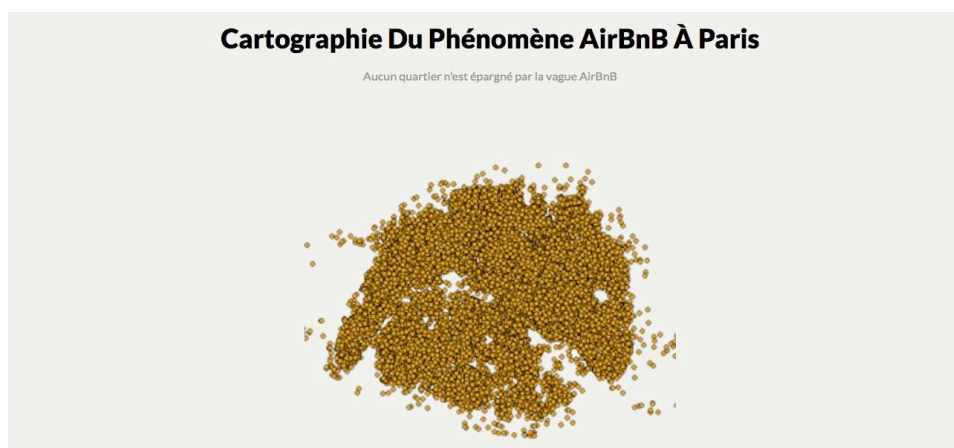 Cartographie Du Phénomène AirBnB À Paris
Aucun quartier n'est épargné par la vague AirBnB